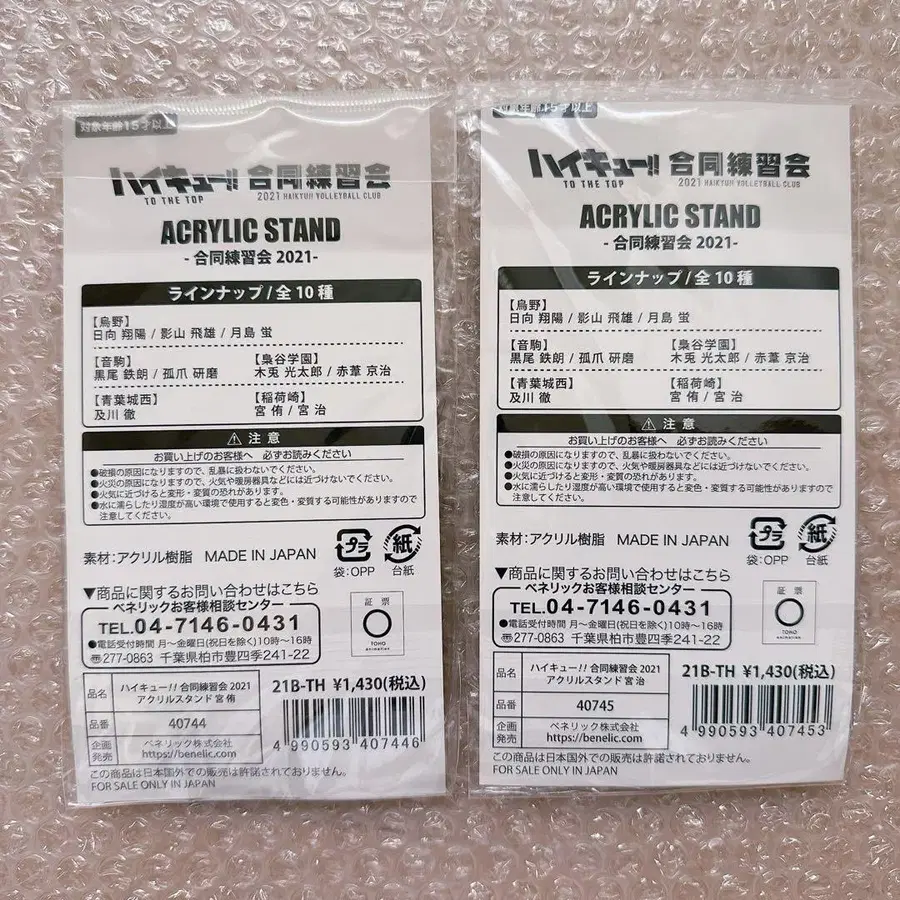 対象年齢15才以上
ハイキュー!! 合同練習会
TO THE TOP 2021 HAIKYU!! VOLLEYBALL CLUB
ACRYLIC STAND
- 合同練習会 2021-
ラインナップ/全10種
【烏野】
日向 翔陽 / 影山 飛雄 / 月島 蛍
【音駒】 【梟谷学園】
黒尾 鉄朗 / 孤爪 研磨 木兎 光太郎 / 赤葦 京治
【青葉城西】 【稲荷崎】
及川 徹 宮 侑 / 宮 治
⚠ 注 意
お買い上げのお客様へ 必ずお読みください
●破損の原因になりますので、乱暴に扱わないでください。
●火災の原因になりますので、火気や暖房器具などには近づけないでください。
●火気に近づけると変形・変質の恐れがあります。
●水に濡らしたり湿度が高い環境で使用すると変色・変質する可能性がありますので
注意してください。
素材:アクリル樹脂 MADE IN JAPAN
プラ 紙
袋:OPP 台紙
▼商品に関するお問い合わせはこちら
ベネリックお客様相談センター
TEL.04-7146-0431
●電話受付時間 月〜金曜日(祝日を除く)10時〜16時
〠277-0863 千葉県柏市豊四季241-22
証票
TOHO
animation
品名 ハイキュー!! 合同練習会 2021
アクリルスタンド 宮 侑
品番 40744
企画
発売 ベネリック株式会社
https://benelic.com
21B-TH ¥1,430(税込)
4 990593 407446
この商品は日本国外での販売は許諾されておりません。
FOR SALE ONLY IN JAPAN
対象年齢15才以上
ハイキュー!! 合同練習会
TO THE TOP 2021 HAIKYU!! VOLLEYBALL CLUB
ACRYLIC STAND
- 合同練習会 2021-
ラインナップ/全10種
【烏野】
日向 翔陽 / 影山 飛雄 / 月島 蛍
【音駒】 【梟谷学園】
黒尾 鉄朗 / 孤爪 研磨 木兎 光太郎 / 赤葦 京治
【青葉城西】 【稲荷崎】
及川 徹 宮 侑 / 宮 治
⚠ 注 意
お買い上げのお客様へ 必ずお読みください
●破損の原因になりますので、乱暴に扱わないでください。
●火災の原因になりますので、火気や暖房器具などには近づけないでください。
●火気に近づけると変形・変質の恐れがあります。
●水に濡らしたり湿度が高い環境で使用すると変色・変質する可能性がありますので
注意してください。
素材:アクリル樹脂 MADE IN JAPAN
プラ 紙
袋:OPP 台紙
▼商品に関するお問い合わせはこちら
ベネリックお客様相談センター
TEL.04-7146-0431
●電話受付時間 月〜金曜日(祝日を除く)10時〜16時
〠277-0863 千葉県柏市豊四季241-22
証票
TOHO
animation
品名 ハイキュー!! 合同練習会 2021
アクリルスタンド 宮 治
品番 40745
企画
発売 ベネリック株式会社
https://benelic.com
21B-TH ¥1,430(税込)
4 990593 407453
この商品は日本国外での販売は許諾されておりません。
FOR SALE ONLY IN JAPAN